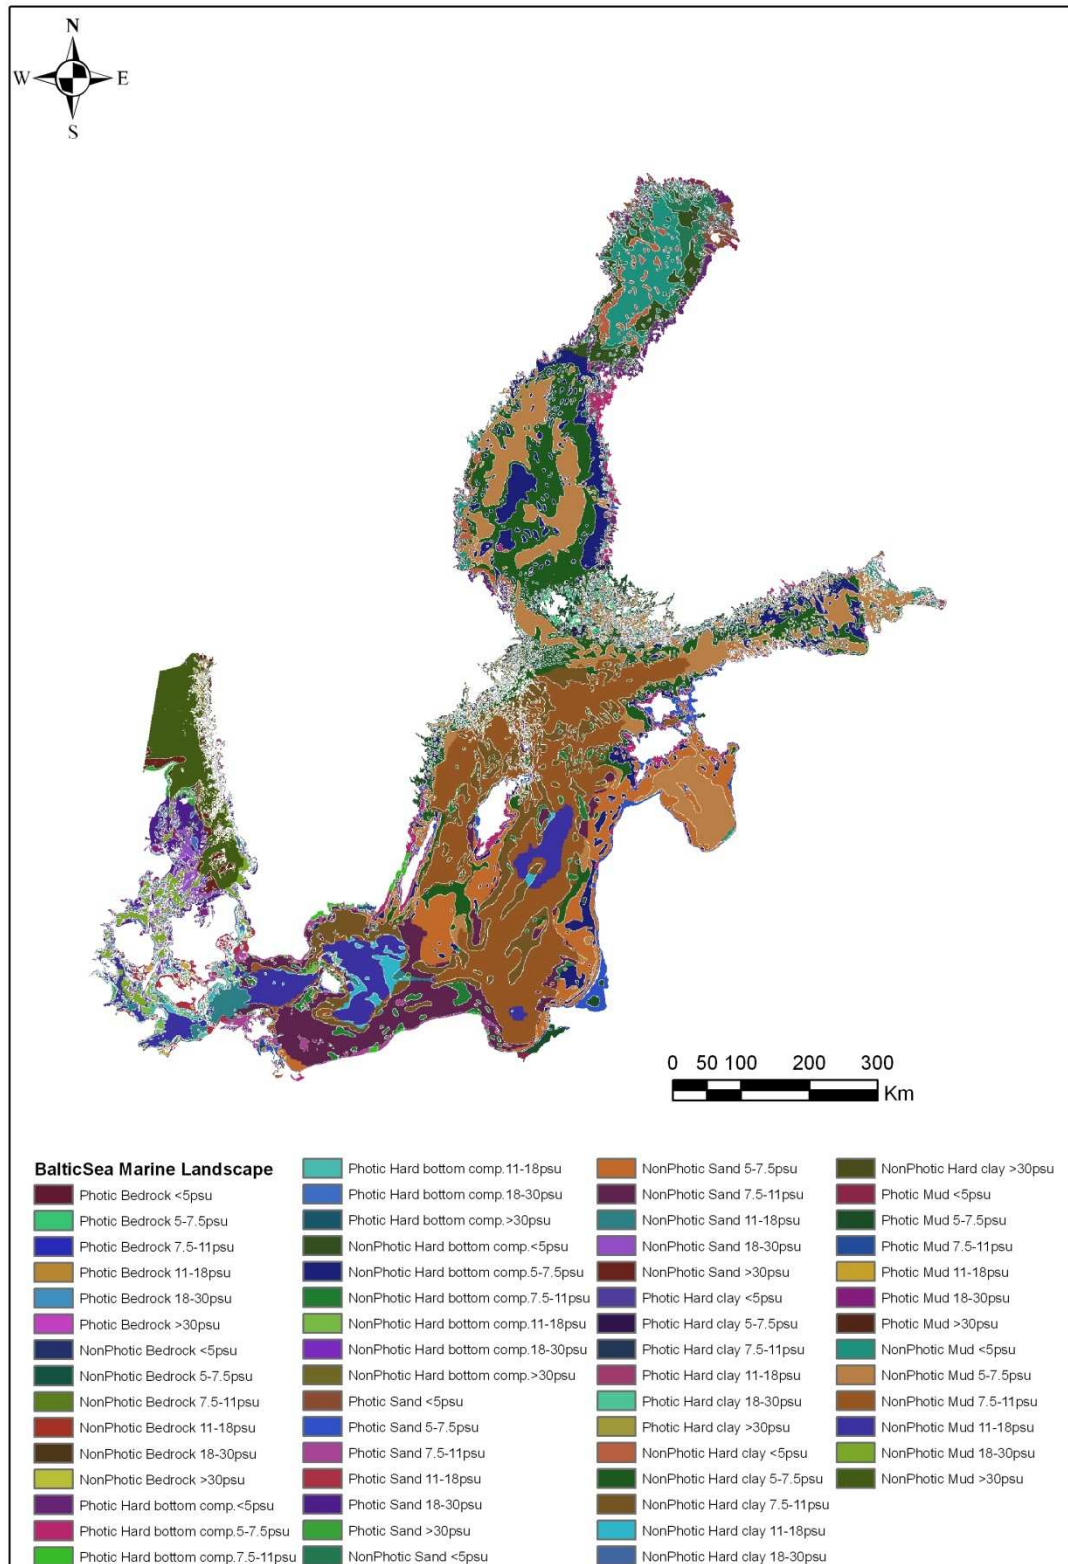 N
W E
S
0 50 100 200 300
Km
BalticSea Marine Landscape
Photic Bedrock <5psu
Photic Bedrock 5-7.5psu
Photic Bedrock 7.5-11psu
Photic Bedrock 11-18psu
Photic Bedrock 18-30psu
Photic Bedrock >30psu
NonPhotic Bedrock <5psu
NonPhotic Bedrock 5-7.5psu
NonPhotic Bedrock 7.5-11psu
NonPhotic Bedrock 11-18psu
NonPhotic Bedrock 18-30psu
NonPhotic Bedrock >30psu
Photic Hard bottom comp.<5psu
Photic Hard bottom comp.5-7.5psu
Photic Hard bottom comp.7.5-11psu
Photic Hard bottom comp.11-18psu
Photic Hard bottom comp.18-30psu
Photic Hard bottom comp.>30psu
NonPhotic Hard bottom comp.<5psu
NonPhotic Hard bottom comp.5-7.5psu
NonPhotic Hard bottom comp.7.5-11psu
NonPhotic Hard bottom comp.11-18psu
NonPhotic Hard bottom comp.18-30psu
NonPhotic Hard bottom comp.>30psu
Photic Sand <5psu
Photic Sand 5-7.5psu
Photic Sand 7.5-11psu
Photic Sand 11-18psu
Photic Sand 18-30psu
Photic Sand >30psu
NonPhotic Sand <5psu
NonPhotic Sand 5-7.5psu
NonPhotic Sand 7.5-11psu
NonPhotic Sand 11-18psu
NonPhotic Sand 18-30psu
NonPhotic Sand >30psu
Photic Hard clay <5psu
Photic Hard clay 5-7.5psu
Photic Hard clay 7.5-11psu
Photic Hard clay 11-18psu
Photic Hard clay 18-30psu
Photic Hard clay >30psu
NonPhotic Hard clay <5psu
NonPhotic Hard clay 5-7.5psu
NonPhotic Hard clay 7.5-11psu
NonPhotic Hard clay 11-18psu
NonPhotic Hard clay 18-30psu
NonPhotic Hard clay >30psu
Photic Mud <5psu
Photic Mud 5-7.5psu
Photic Mud 7.5-11psu
Photic Mud 11-18psu
Photic Mud 18-30psu
Photic Mud >30psu
NonPhotic Mud <5psu
NonPhotic Mud 5-7.5psu
NonPhotic Mud 7.5-11psu
NonPhotic Mud 11-18psu
NonPhotic Mud 18-30psu
NonPhotic Mud >30psu